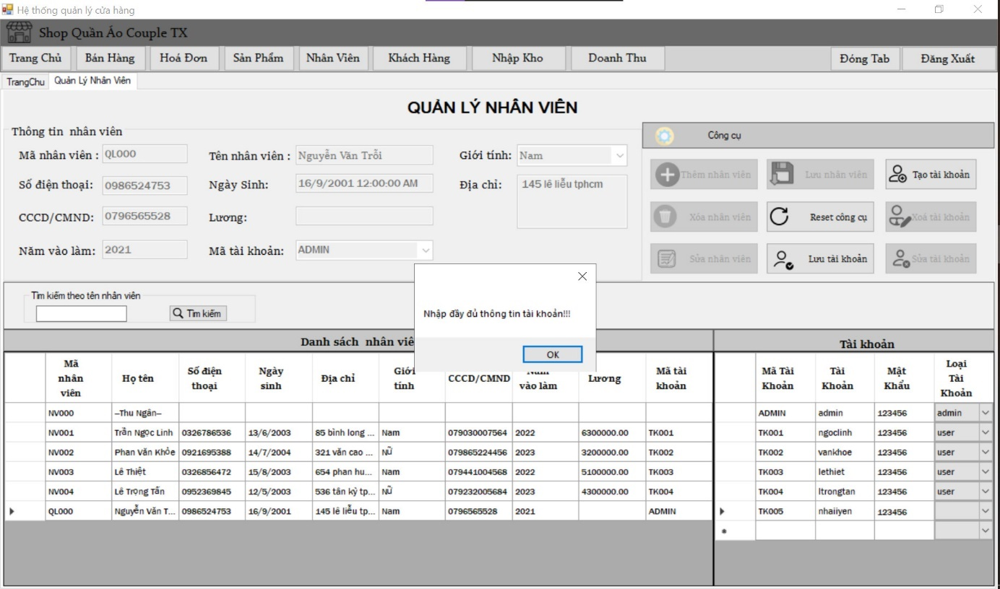 Hệ thống quản lý cửa hàng
Shop Quần Áo Couple TX
Trang Chủ Bán Hàng Hoá Đơn Sản Phẩm Nhân Viên Khách Hàng Nhập Kho Doanh Thu Đóng Tab Đăng Xuất
TrangChu Quản Lý Nhân Viên
QUẢN LÝ NHÂN VIÊN
Thông tin nhân viên
Mã nhân viên : QL000 Tên nhân viên : Nguyễn Văn Trỗi Giới tính: Nam
Số điện thoại: 0986524753 Ngày Sinh: 16/9/2001 12:00:00 AM Địa chỉ: 145 lê liễu tphcm
CCCD/CMND: 0796565528 Lương:
Năm vào làm: 2021 Mã tài khoản: ADMIN
Công cụ
Thêm nhân viên Lưu nhân viên Tạo tài khoản
Xóa nhân viên Reset công cụ Xoá tài khoản
Sửa nhân viên Lưu tài khoản Sửa tài khoản
Tìm kiếm theo tên nhân viên
Tìm kiếm
Nhập đầy đủ thông tin tài khoản!!!
OK
Danh sách nhân viê
Tài khoản
Mã nhân viên Họ tên Số điện thoại Ngày sinh Địa chỉ Giới tính CCCD/CMND Năm vào làm Lương Mã tài khoản Mã Tài Khoản Tài Khoản Mật Khẩu Loại Tài Khoản
NV000 --Thu Ngân-- ADMIN admin 123456 admin
NV001 Trần Ngọc Linh 0326786536 13/6/2003 85 bình long ... Nam 079030007564 2022 6300000.00 TK001 TK001 ngoclinh 123456 user
NV002 Phan Văn Khỏe 0921695388 14/7/2004 321 văn cao ... Nữ 079865224456 2023 3200000.00 TK002 TK002 vankhoe 123456 user
NV003 Lê Thiệt 0326856472 15/8/2003 654 phan hu... Nam 079441004568 2022 5100000.00 TK003 TK003 lethiet 123456 user
NV004 Lê Trọng Tấn 0952369845 12/5/2003 536 tân kỳ tp... Nữ 079232005684 2023 4300000.00 TK004 TK004 ltrongtan 123456 user
QL000 Nguyễn Văn T... 0986524753 16/9/2001 145 lê liễu tp... Nam 0796565528 2021 ADMIN TK005 nhaiiyen 123456